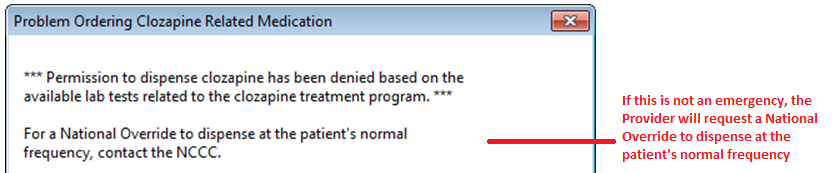 Problem Ordering Clozapine Related Medication
*** Permission to dispense clozapine has been denied based on the
available lab tests related to the clozapine treatment program. ***
For a National Override to dispense at the patient's normal
frequency, contact the NCCC.
If this is not an emergency, the
Provider will request a National
Override to dispense at the
patient's normal frequency